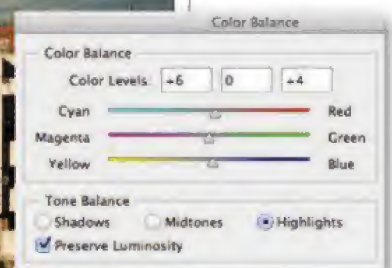 Color Balance
Color Balance
Color Levels: +6 0 +4
Cyan Red
Magenta Green
Yellow Blue
Tone Balance
Shadows Midtones Highlights
Preserve Luminosity